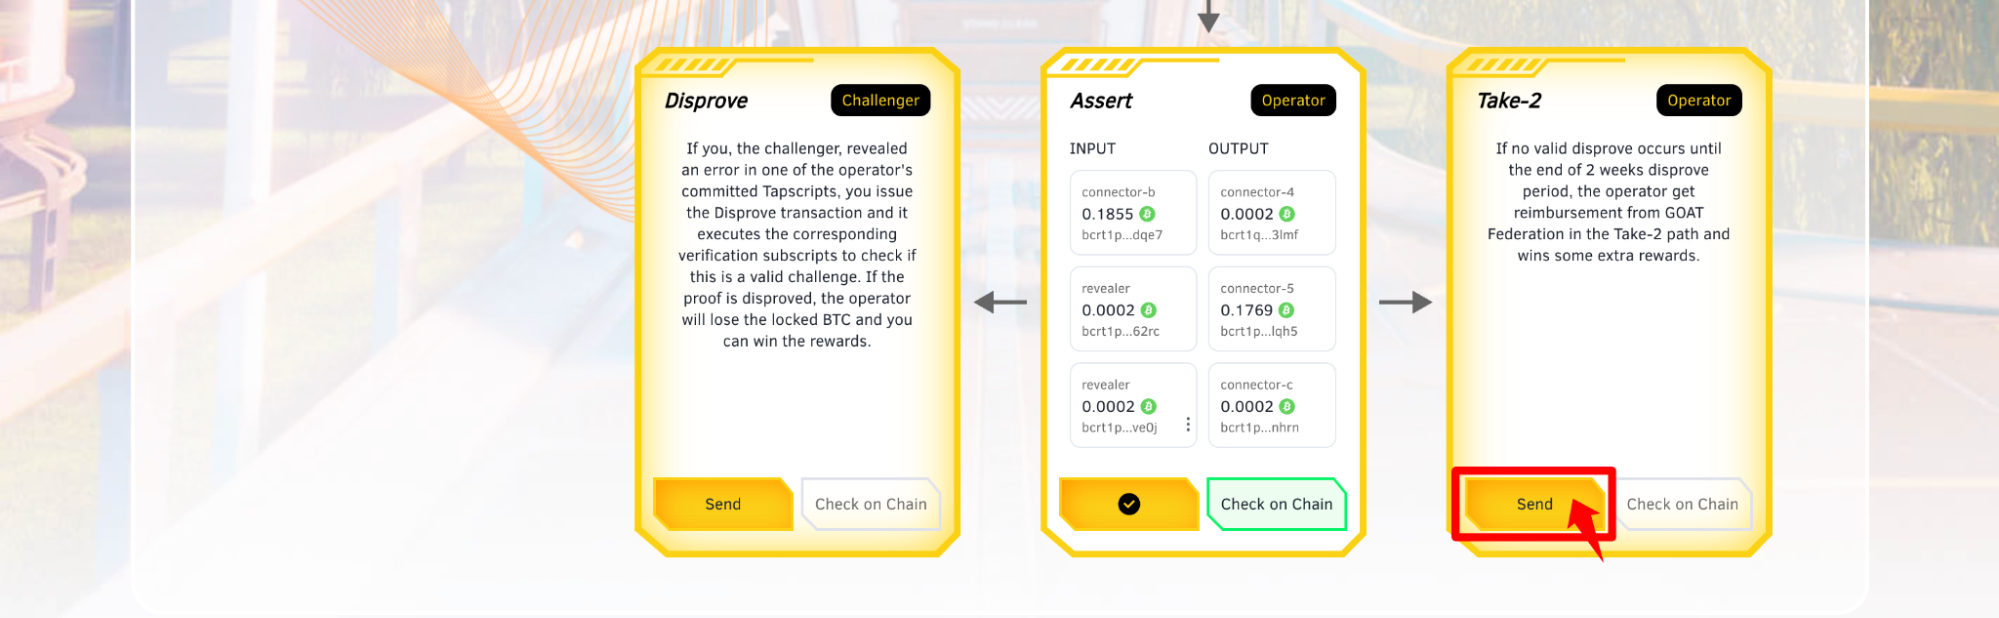 Disprove
Challenger
If you, the challenger, revealed
an error in one of the operator's
committed Tapscripts, you issue
the Disprove transaction and it
executes the corresponding
verification subscripts to check if
this is a valid challenge. If the
proof is disproved, the operator
will lose the locked BTC and you
can win the rewards.
Send
Check on Chain
Assert
Operator
INPUT
OUTPUT
connector-b
0.1855
bcrt1p...dqe7
connector-4
0.0002
bcrt1q...3lmf
revealer
0.0002
bcrt1p...62rc
connector-5
0.1769
bcrt1p...lqh5
revealer
0.0002
bcrt1p...ve0j
connector-c
0.0002
bcrt1p...nhrn
Check on Chain
Take-2
Operator
If no valid disprove occurs until
the end of 2 weeks disprove
period, the operator get
reimbursement from GOAT
Federation in the Take-2 path and
wins some extra rewards.
Send
Check on Chain